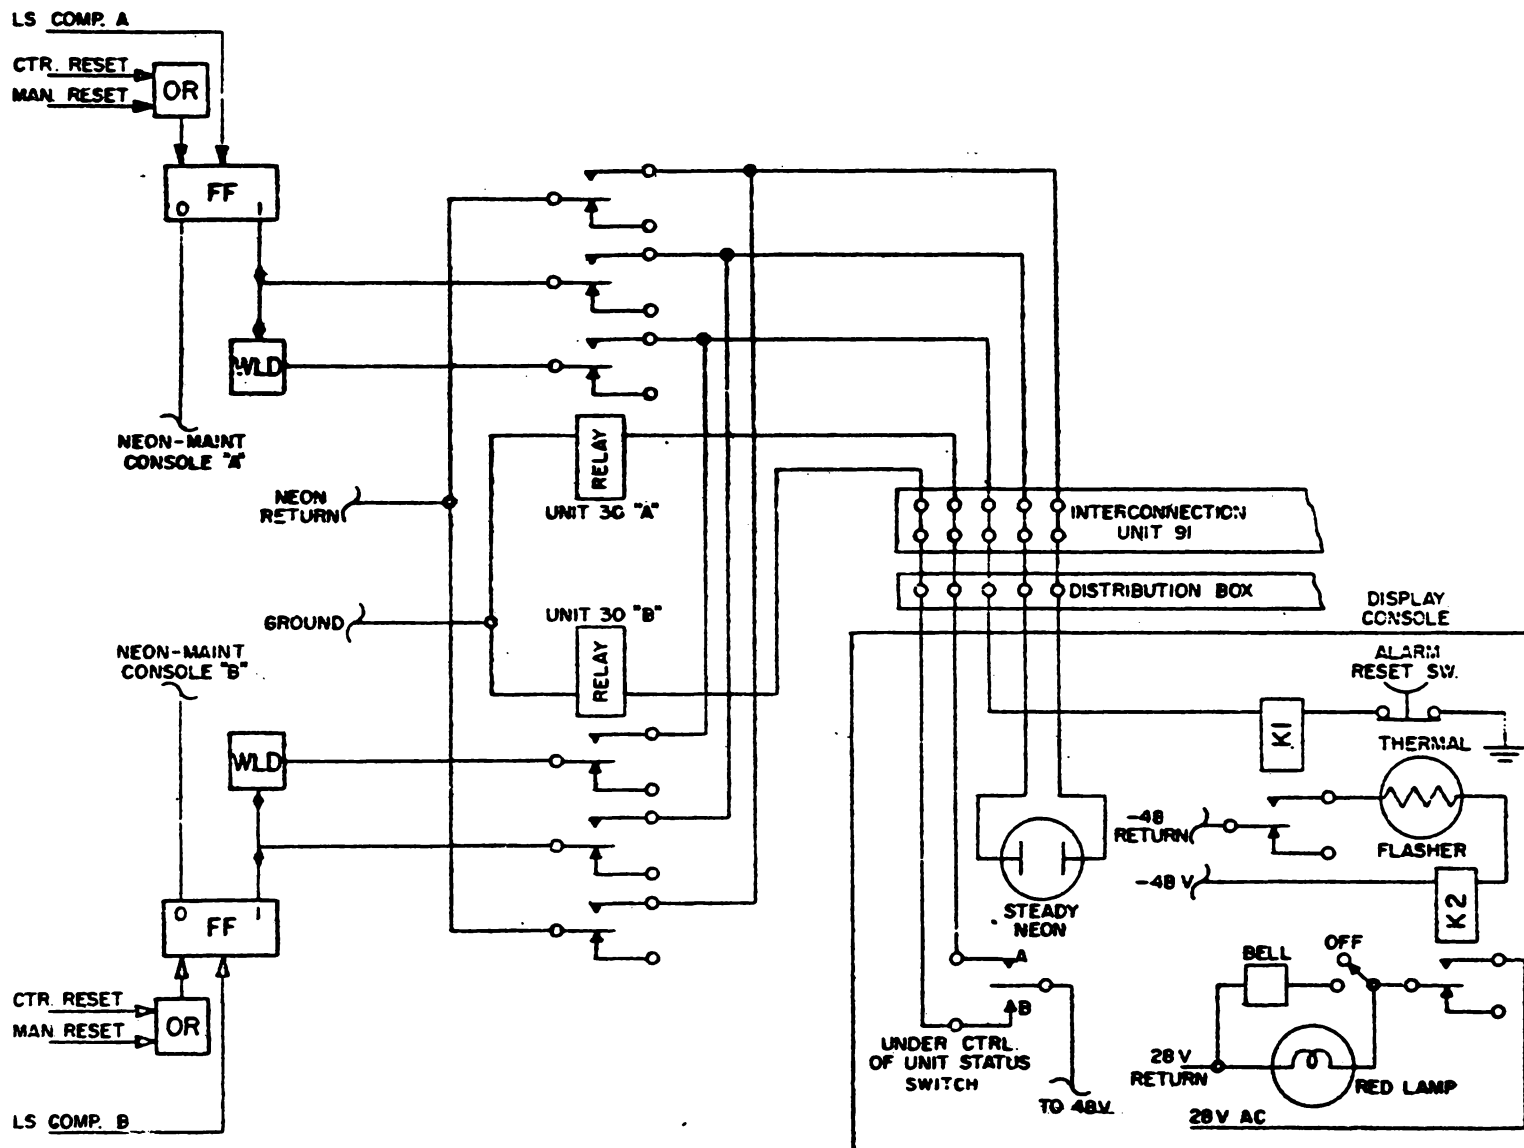 LS COMP. A
CTR. RESET
MAN. RESET
OR
FF
0 1
WLD
NEON-MAINT
CONSOLE "A"
NEON
RETURN
RELAY
UNIT 30 "A"
INTERCONNECTION
UNIT 91
DISTRIBUTION BOX
GROUND
UNIT 30 "B"
RELAY
DISPLAY
CONSOLE
ALARM
RESET SW.
K1
THERMAL
FLASHER
-48
RETURN
-48 V
K2
NEON-MAINT
CONSOLE "B"
WLD
0 1
FF
CTR. RESET
MAN. RESET
OR
LS COMP. B
STEADY
NEON
A
B
UNDER CTRL.
OF UNIT STATUS
SWITCH
TO 48V.
BELL
OFF
28 V
RETURN
RED LAMP
28V AC